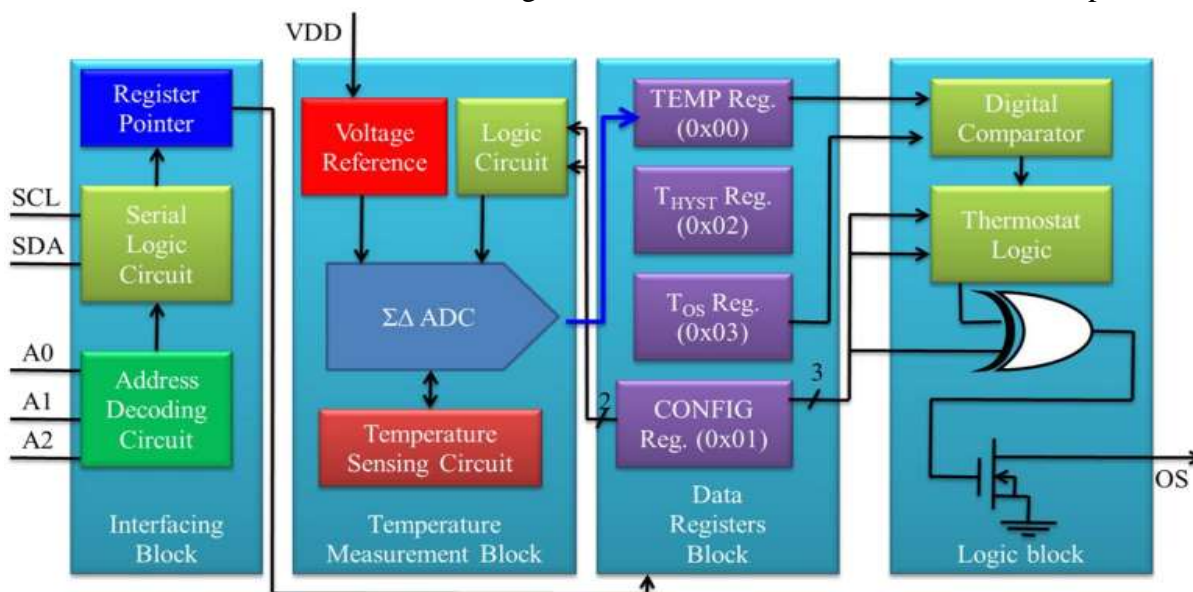 VDD
Register
Pointer
SCL
SDA
Serial
Logic
Circuit
A0
A1
A2
Address
Decoding
Circuit
Interfacing
Block
Voltage
Reference
Logic
Circuit
ΣΔ ADC
Temperature
Sensing Circuit
Temperature
Measurement Block
TEMP Reg.
(0x00)
THYST Reg.
(0x02)
TOS Reg.
(0x03)
2
CONFIG
Reg. (0x01)
3
Data
Registers
Block
Digital
Comparator
Thermostat
Logic
OS
Logic block